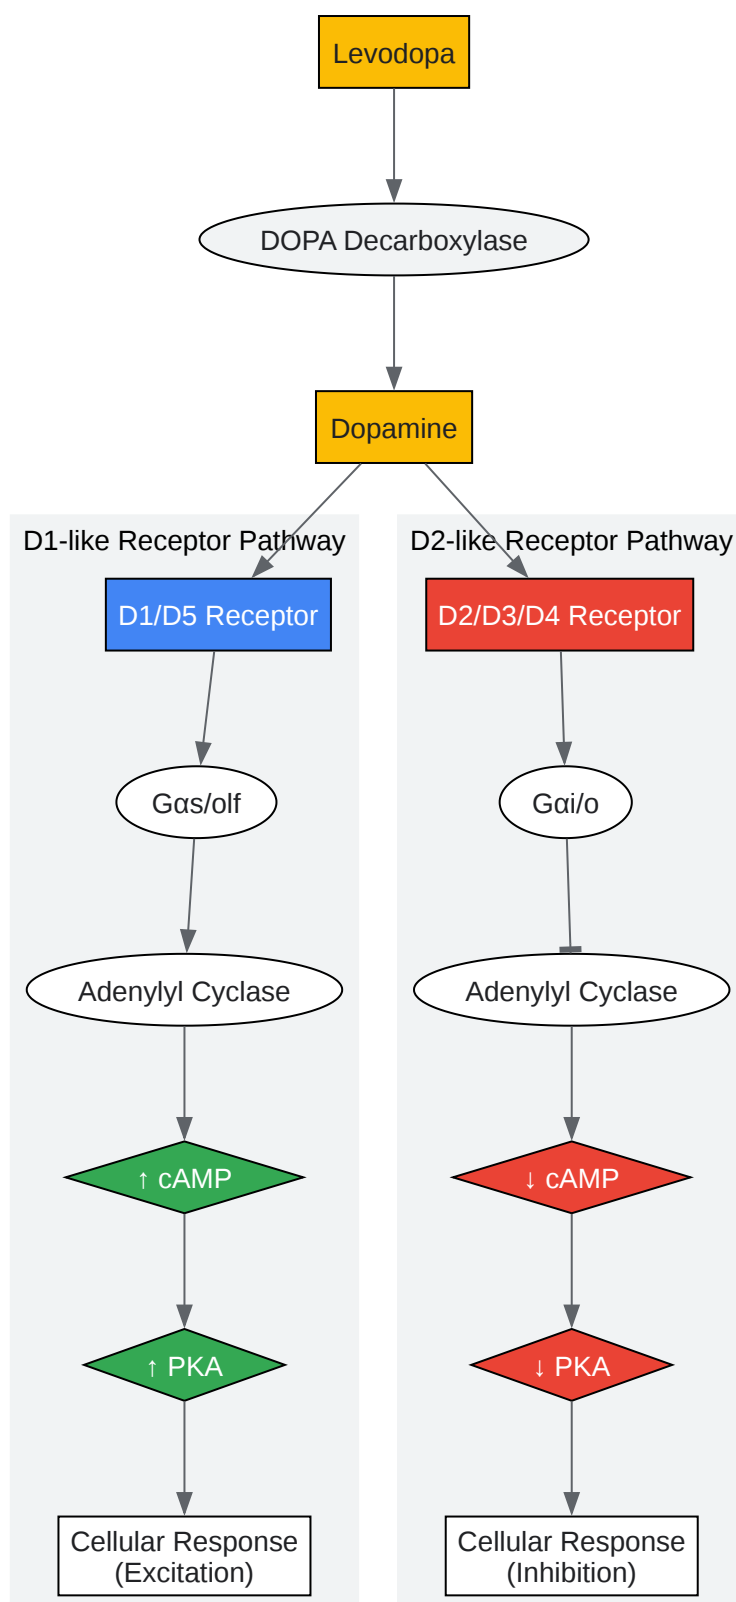 Levodopa
DOPA Decarboxylase
Dopamine
D1-like Receptor Pathway
D1/D5 Receptor
Gαs/olf
Adenylyl Cyclase
↑ cAMP
↑ PKA
Cellular Response
(Excitation)
D2-like Receptor Pathway
D2/D3/D4 Receptor
Gαi/o
Adenylyl Cyclase
↓ cAMP
↓ PKA
Cellular Response
(Inhibition)